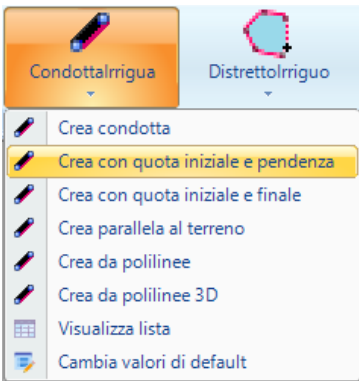 CondottaIrrigua DistrettoIrriguo
Crea condotta
Crea con quota iniziale e pendenza
Crea con quota iniziale e finale
Crea parallela al terreno
Crea da polilinee
Crea da polilinee 3D
Visualizza lista
Cambia valori di default